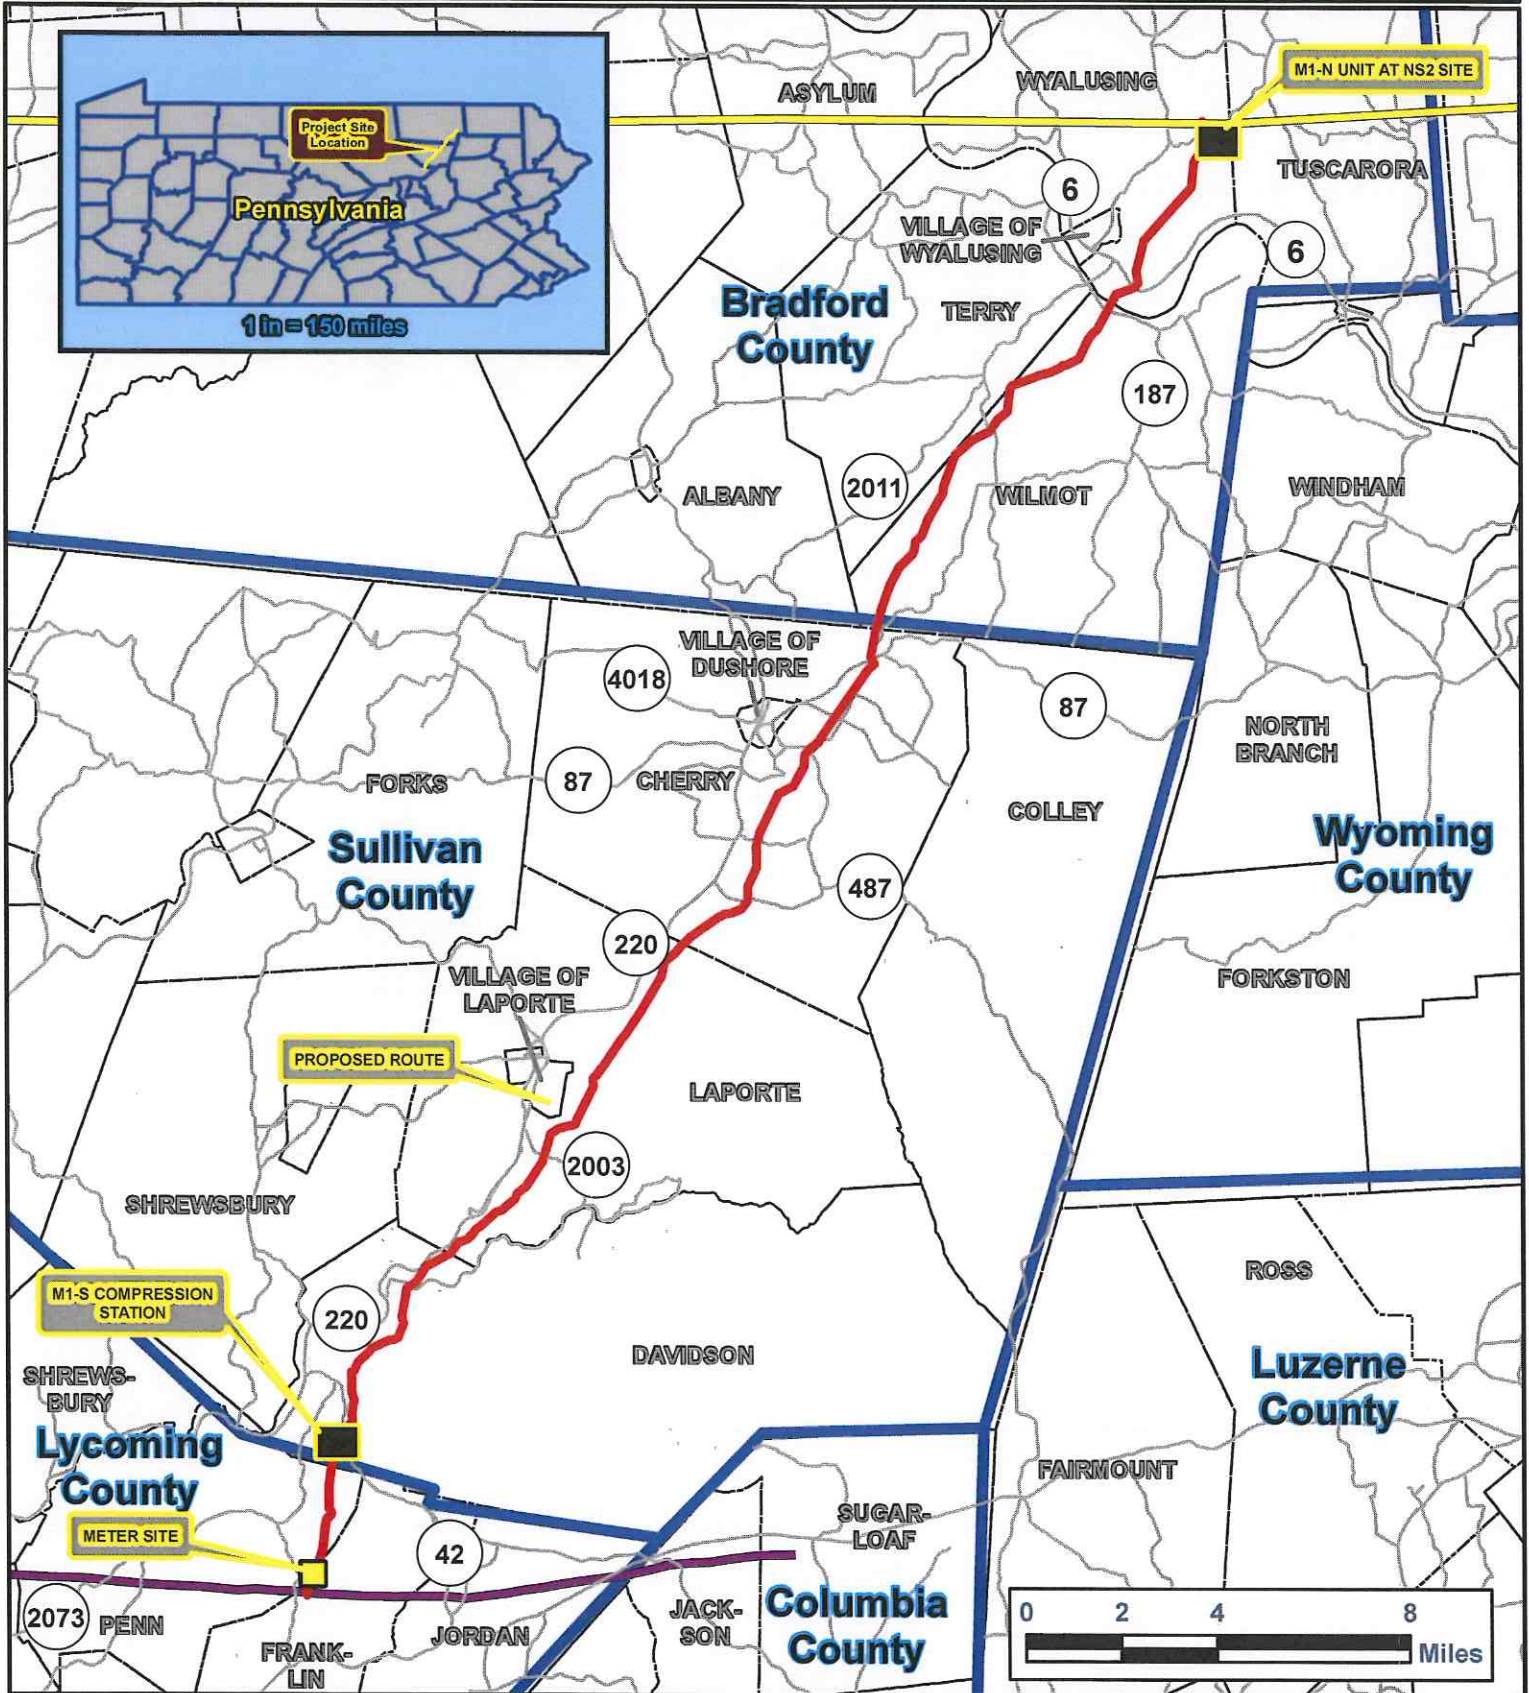 M1-N UNIT AT NS2 SITE
ASYLUM
WYALUSING
Project Site
Location
Pennsylvania
1 in = 150 miles
TUSCARORA
6
VILLAGE OF
WYALUSING
6
Bradford
County
TERRY
187
2011
ALBANY
WILMOT
WINDHAM
VILLAGE OF
DUSHORE
4018
87
NORTH
BRANCH
FORKS
87
CHERRY
COLLEY
Sullivan
County
Wyoming
County
487
220
VILLAGE OF
LAPORTE
FORKSTON
PROPOSED ROUTE
LAPORTE
2003
SHREWSBURY
ROSS
M1-S COMPRESSION
STATION
220
DAVIDSON
SHREWS-
BURY
Luzerne
County
Lycoming
County
FAIRMOUNT
SUGAR-
LOAF
METER SITE
42
2073
PENN
FRANK-
LIN
JORDAN
JACK-
SON
Columbia
County
0 2 4 8
Miles